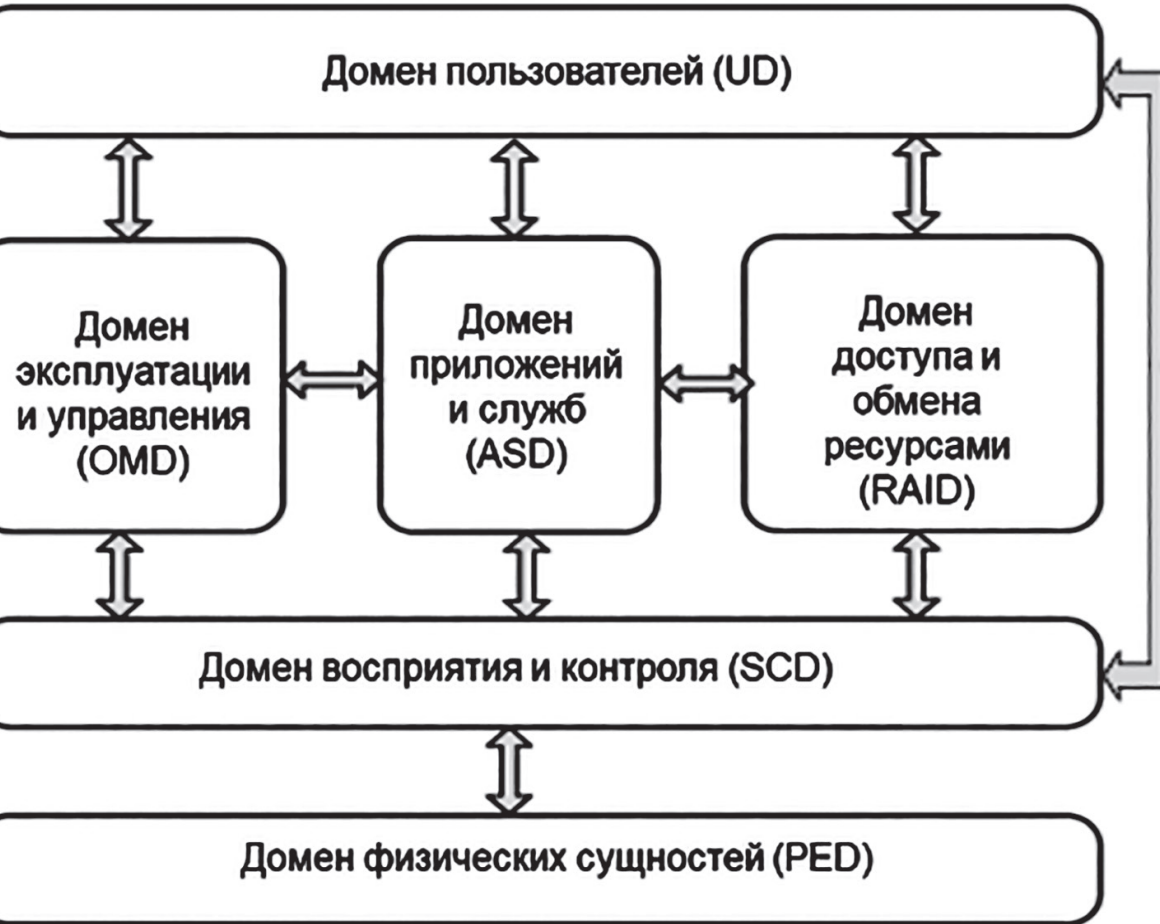 Домен пользователей (UD)
Домен
эксплуатации
и управления
(OMD)
Домен
приложений
и служб
(ASD)
Домен
доступа и
обмена
ресурсами
(RAID)
Домен восприятия и контроля (SCD)
Домен физических сущностей (PED)